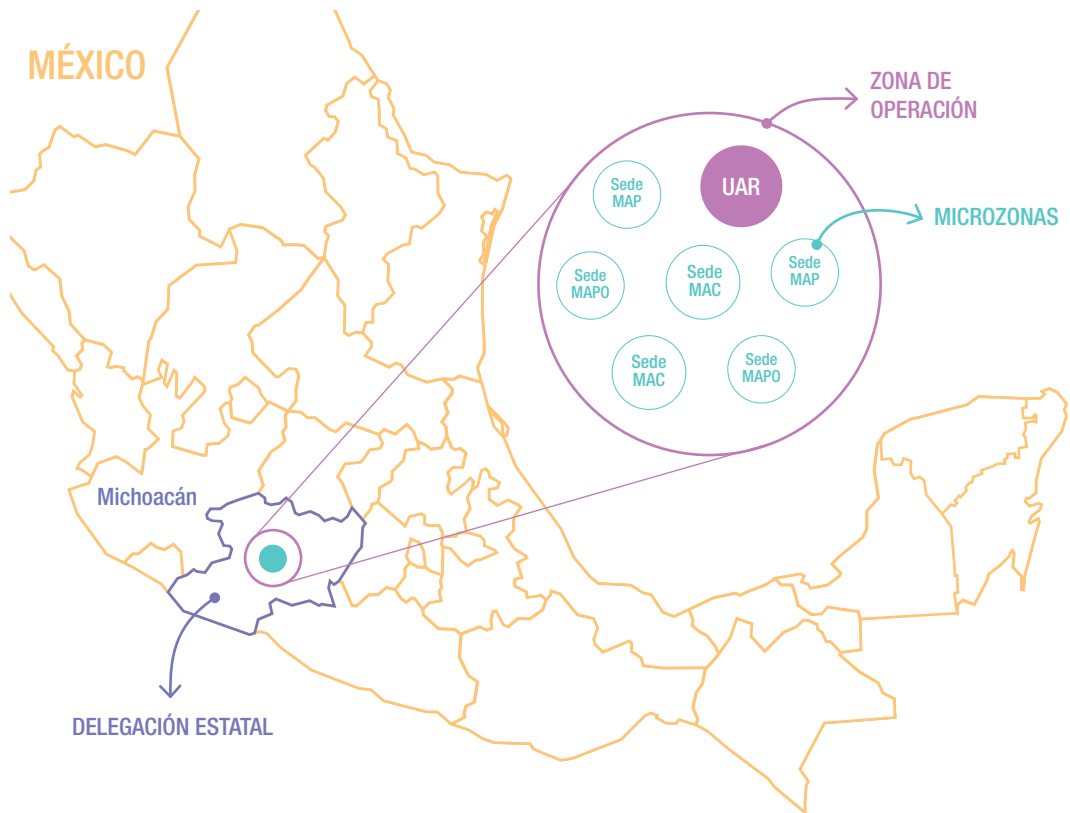 MÉXICO
ZONA DE
OPERACIÓN
Sede
MAP
UAR
MICROZONAS
Sede
MAPO
Sede
MAC
Sede
MAP
Sede
MAC
Sede
MAPO
Michoacán
DELEGACIÓN ESTATAL